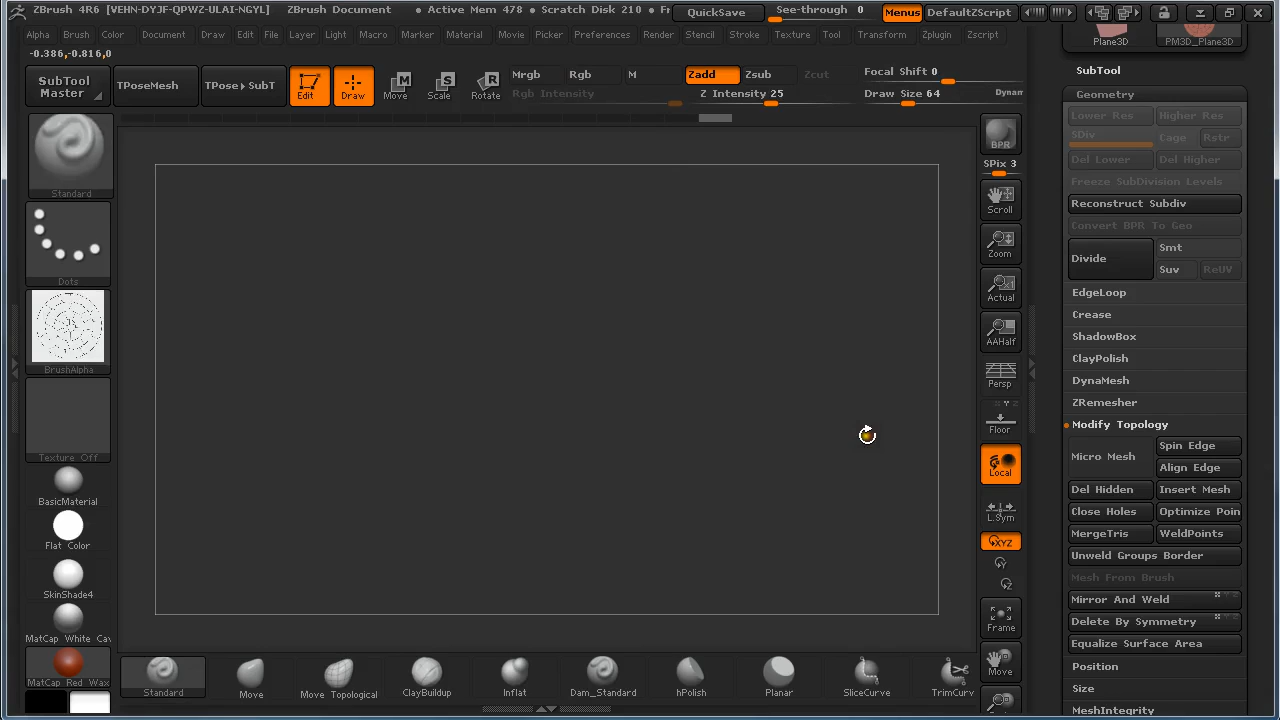 ZBrush 4R6 [VEHN-DYJF-QPWZ-ULAI-NGYL] ZBrush Document • Active Mem 478 • Scratch Disk 210 • Fr QuickSave See-through 0 Menus DefaultZScript
Alpha Brush Color Document Draw Edit File Layer Light Macro Marker Material Movie Picker Preferences Render Stencil Stroke Texture Tool Transform Zplugin Zscript
-0.386,-0.816,0
Plane3D PM3D_Plane3D
SubTool Master
TPoseMesh
TPose▸SubT
Edit
Draw
Move
Scale
Rotate
Mrgb Rgb M Zadd Zsub Zcut
Rgb Intensity Z Intensity 25
Focal Shift 0
Draw Size 64 Dynam
Standard
Dots
BrushAlpha
Texture Off
BasicMaterial
Flat Color
SkinShade4
MatCap White Cav
MatCap Red Wax
BPR
SPix 3
Scroll
Zoom
Actual
AAHalf
Persp
Floor
Local
L.Sym
XYZ
Y
Z
Frame
Move
SubTool
Geometry
Lower Res Higher Res
SDiv Cage Rstr
Del Lower Del Higher
Freeze SubDivision Levels
Reconstruct Subdiv
Convert BPR To Geo
Divide Smt
Suv ReUV
EdgeLoop
Crease
ShadowBox
ClayPolish
DynaMesh
ZRemesher
Modify Topology
Micro Mesh Spin Edge
Align Edge
Del Hidden Insert Mesh
Close Holes Optimize Poin
MergeTris WeldPoints
Unweld Groups Border
Mesh From Brush
Mirror And Weld
Delete By Symmetry
Equalize Surface Area
Position
Size
MeshIntegrity
Standard Move Move Topological ClayBuildup Inflat Dam_Standard hPolish Planar SliceCurve TrimCurv